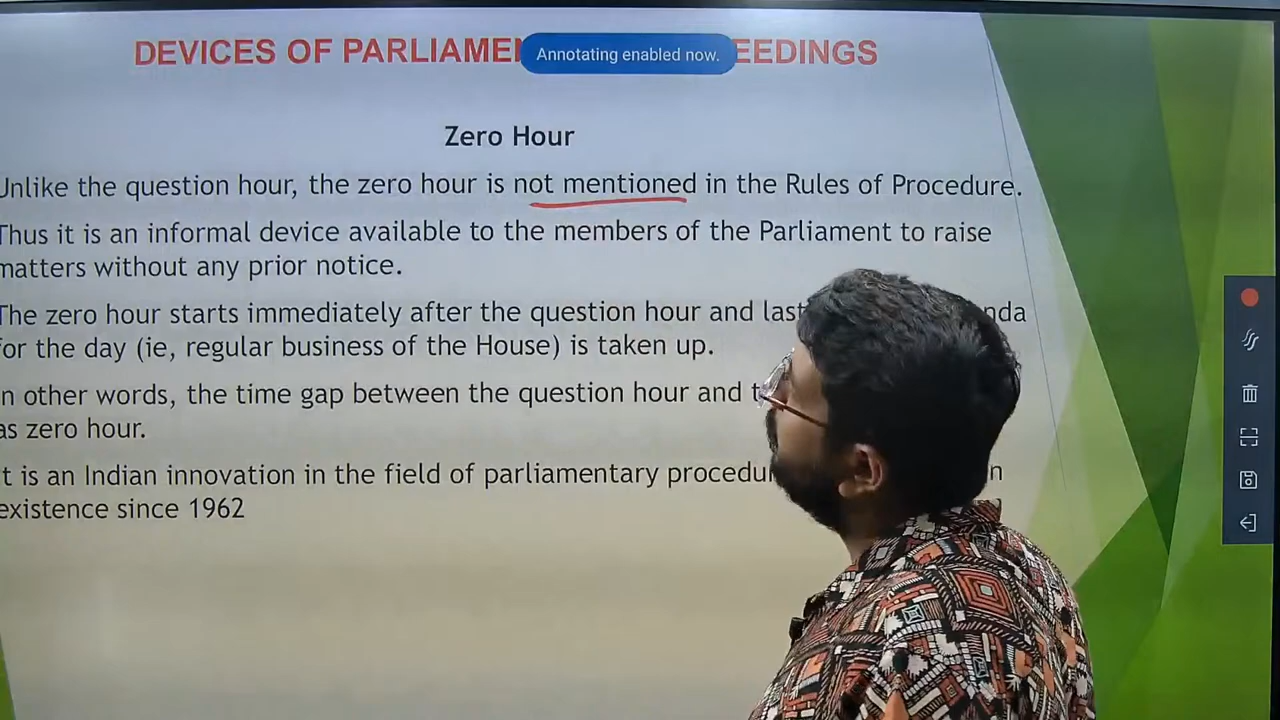 DEVICES OF PARLIAMEN EEDINGS
Annotating enabled now.
Zero Hour
Unlike the question hour, the zero hour is not mentioned in the Rules of Procedure.
Thus it is an informal device available to the members of the Parliament to raise
matters without any prior notice.
The zero hour starts immediately after the question hour and last nda
for the day (ie, regular business of the House) is taken up.
In other words, the time gap between the question hour and t
as zero hour.
It is an Indian innovation in the field of parliamentary procedur n
existence since 1962